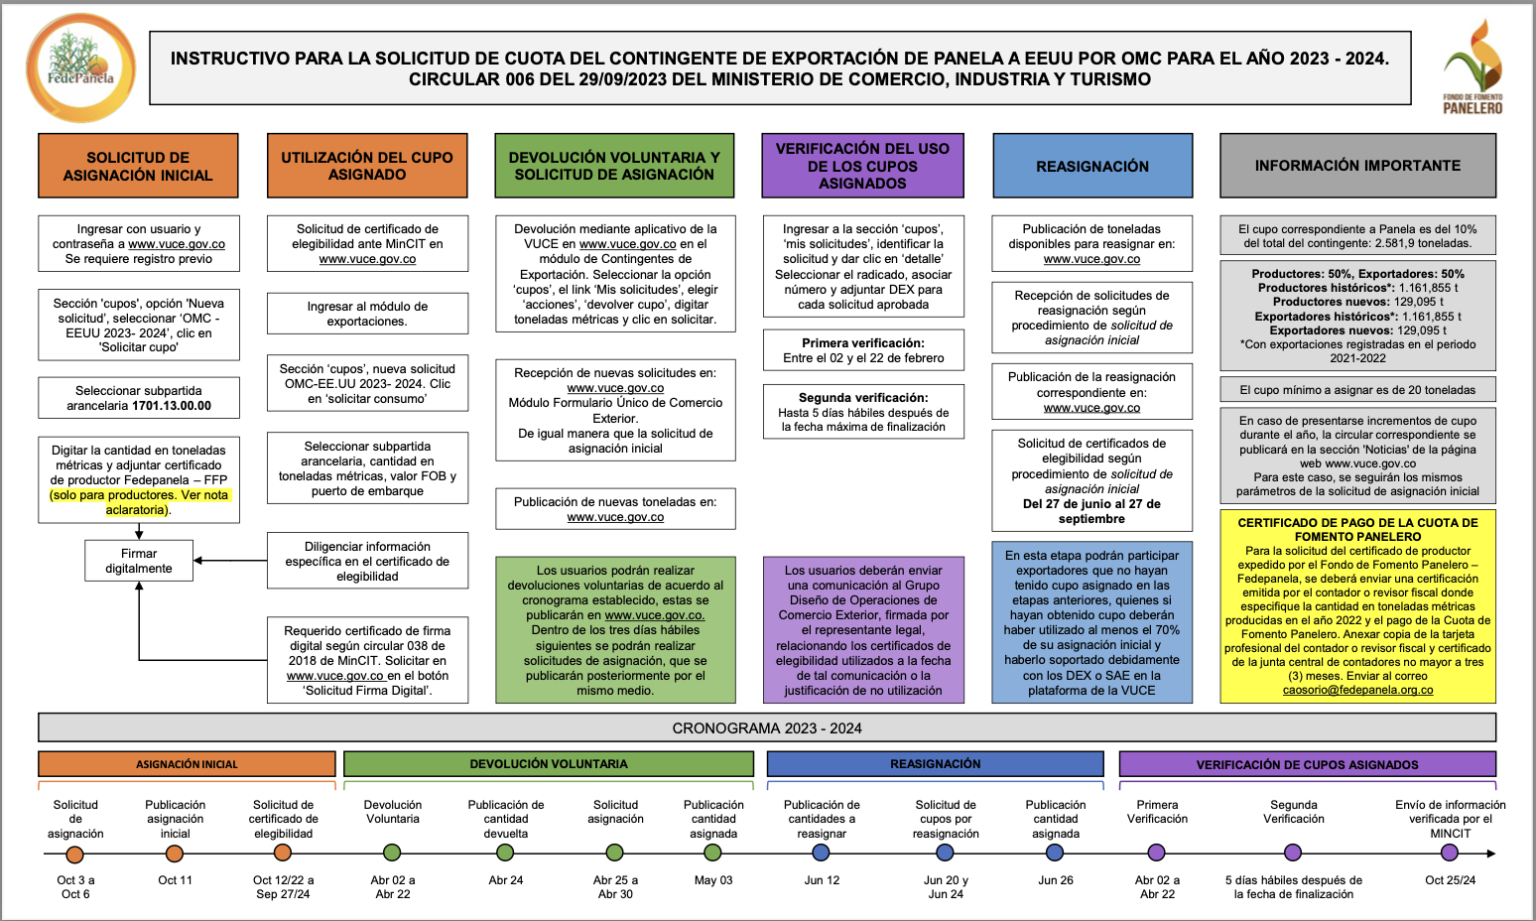 FedePanela
INSTRUCTIVO PARA LA SOLICITUD DE CUOTA DEL CONTINGENTE DE EXPORTACIÓN DE PANELA A EEUU POR OMC PARA EL AÑO 2023 - 2024.
CIRCULAR 006 DEL 29/09/2023 DEL MINISTERIO DE COMERCIO, INDUSTRIA Y TURISMO
FONDO DE FOMENTO
PANELERO
SOLICITUD DE
ASIGNACIÓN INICIAL
Ingresar con usuario y
contraseña a www.vuce.gov.co
Se requiere registro previo
Sección 'cupos', opción 'Nueva
solicitud', seleccionar 'OMC -
EEUU 2023- 2024', clic en
'Solicitar cupo'
Seleccionar subpartida
arancelaria 1701.13.00.00
Digitar la cantidad en toneladas
métricas y adjuntar certificado
de productor Fedepanela – FFP
(solo para productores. Ver nota
aclaratoria).
Firmar
digitalmente
UTILIZACIÓN DEL CUPO
ASIGNADO
Solicitud de certificado de
elegibilidad ante MinCIT en
www.vuce.gov.co
Ingresar al módulo de
exportaciones.
Sección 'cupos', nueva solicitud
OMC-EE.UU 2023- 2024. Clic
en 'solicitar consumo'
Seleccionar subpartida
arancelaria, cantidad en
toneladas métricas, valor FOB y
puerto de embarque
Diligenciar información
específica en el certificado de
elegibilidad
Requerido certificado de firma
digital según circular 038 de
2018 de MinCIT. Solicitar en
www.vuce.gov.co en el botón
'Solicitud Firma Digital'.
DEVOLUCIÓN VOLUNTARIA Y
SOLICITUD DE ASIGNACIÓN
Devolución mediante aplicativo de la
VUCE en www.vuce.gov.co en el
módulo de Contingentes de
Exportación. Seleccionar la opción
'cupos', el link 'Mis solicitudes', elegir
'acciones', 'devolver cupo', digitar
toneladas métricas y clic en solicitar.
Recepción de nuevas solicitudes en:
www.vuce.gov.co
Módulo Formulario Único de Comercio
Exterior.
De igual manera que la solicitud de
asignación inicial
Publicación de nuevas toneladas en:
www.vuce.gov.co
Los usuarios podrán realizar
devoluciones voluntarias de acuerdo al
cronograma establecido, estas se
publicarán en www.vuce.gov.co.
Dentro de los tres días hábiles
siguientes se podrán realizar
solicitudes de asignación, que se
publicarán posteriormente por el
mismo medio.
VERIFICACIÓN DEL USO
DE LOS CUPOS
ASIGNADOS
Ingresar a la sección 'cupos',
'mis solicitudes', identificar la
solicitud y dar clic en 'detalle'
Seleccionar el radicado, asociar
número y adjuntar DEX para
cada solicitud aprobada
Primera verificación:
Entre el 02 y el 22 de febrero
Segunda verificación:
Hasta 5 días hábiles después de
la fecha máxima de finalización
Los usuarios deberán enviar
una comunicación al Grupo
Diseño de Operaciones de
Comercio Exterior, firmada por
el representante legal,
relacionando los certificados de
elegibilidad utilizados a la fecha
de tal comunicación o la
justificación de no utilización
REASIGNACIÓN
Publicación de toneladas
disponibles para reasignar en:
www.vuce.gov.co
Recepción de solicitudes de
reasignación según
procedimiento de solicitud de
asignación inicial
Publicación de la reasignación
correspondiente en:
www.vuce.gov.co
Solicitud de certificados de
elegibilidad según
procedimiento de solicitud de
asignación inicial
Del 27 de junio al 27 de
septiembre
En esta etapa podrán participar
exportadores que no hayan
tenido cupo asignado en las
etapas anteriores, quienes si
hayan obtenido cupo deberán
haber utilizado al menos el 70%
de su asignación inicial y
haberlo soportado debidamente
con los DEX o SAE en la
plataforma de la VUCE
INFORMACIÓN IMPORTANTE
El cupo correspondiente a Panela es del 10%
del total del contingente: 2.581,9 toneladas.
Productores: 50%, Exportadores: 50%
Productores históricos*: 1.161,855 t
Productores nuevos: 129,095 t
Exportadores históricos*: 1.161,855 t
Exportadores nuevos: 129,095 t
*Con exportaciones registradas en el periodo
2021-2022
El cupo mínimo a asignar es de 20 toneladas
En caso de presentarse incrementos de cupo
durante el año, la circular correspondiente se
publicará en la sección 'Noticias' de la página
web www.vuce.gov.co
Para este caso, se seguirán los mismos
parámetros de la solicitud de asignación inicial
CERTIFICADO DE PAGO DE LA CUOTA DE
FOMENTO PANELERO
Para la solicitud del certificado de productor
expedido por el Fondo de Fomento Panelero –
Fedepanela, se deberá enviar una certificación
emitida por el contador o revisor fiscal donde
especifique la cantidad en toneladas métricas
producidas en el año 2022 y el pago de la Cuota de
Fomento Panelero. Anexar copia de la tarjeta
profesional del contador o revisor fiscal y certificado
de la junta central de contadores no mayor a tres
(3) meses. Enviar al correo
caosorio@fedepanela.org.co
CRONOGRAMA 2023 - 2024
ASIGNACIÓN INICIAL
Solicitud
de
asignación
Oct 3 a
Oct 6
Publicación
asignación
inicial
Oct 11
Solicitud de
certificado de
elegibilidad
Oct 12/22 a
Sep 27/24
DEVOLUCIÓN VOLUNTARIA
Devolución
Voluntaria
Abr 02 a
Abr 22
Publicación de
cantidad
devuelta
Abr 24
Solicitud
asignación
Abr 25 a
Abr 30
Publicación
cantidad
asignada
May 03
REASIGNACIÓN
Publicación de
cantidades a
reasignar
Jun 12
Solicitud de
cupos por
reasignación
Jun 20 y
Jun 24
Publicación
cantidad
asignada
Jun 26
VERIFICACIÓN DE CUPOS ASIGNADOS
Primera
Verificación
Abr 02 a
Abr 22
Segunda
Verificación
5 días hábiles después de
la fecha de finalización
Envío de información
verificada por el
MINCIT
Oct 25/24